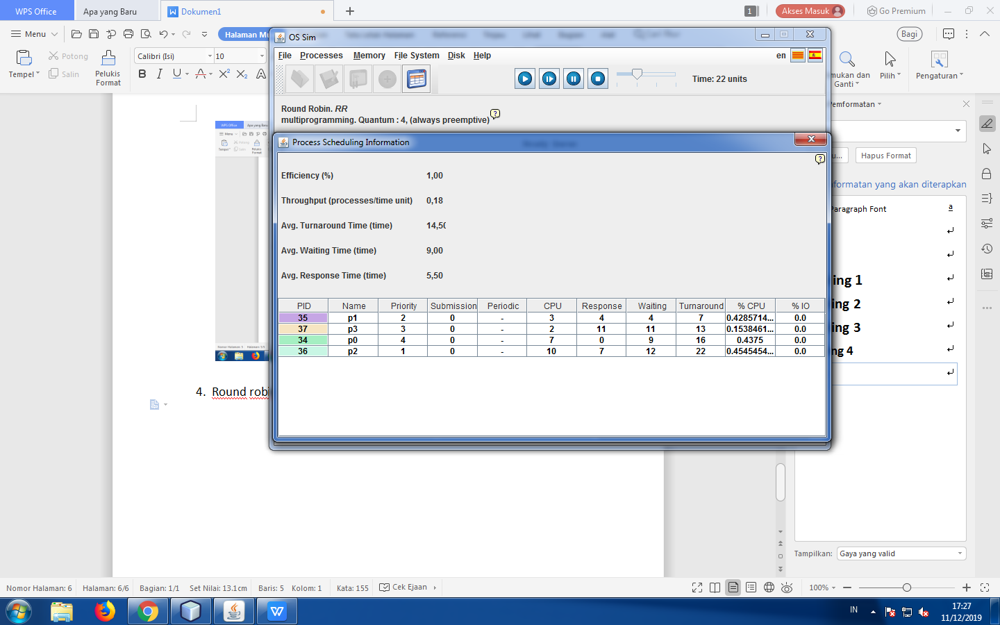 WPS Office Apa yang Baru Dokumen1 1 Akses Masuk Go Premium
Menu Halaman Mu Bagi
Tempel Potong Salin Pelukis Format Calibri (Isi) 10 B I U A X² X₂ A mukan dan Ganti Pilih Pengaturan
OS Sim
File Processes Memory File System Disk Help en
Time: 22 units
Round Robin. RR
multiprogramming. Quantum : 4, (always preemptive)
Process Scheduling Information
Efficiency (%) 1,00
Throughput (processes/time unit) 0,18
Avg. Turnaround Time (time) 14,50
Avg. Waiting Time (time) 9,00
Avg. Response Time (time) 5,50
PID Name Priority Submission Periodic CPU Response Waiting Turnaround % CPU % IO
35 p1 2 0 - 3 4 4 7 0.4285714... 0.0
37 p3 3 0 - 2 11 11 13 0.1538461... 0.0
34 p0 4 0 - 7 0 9 16 0.4375 0.0
36 p2 1 0 - 10 7 12 22 0.4545454... 0.0
4. Round robi
emformatan
u... Hapus Format
formatan yang akan diterapkan
Paragraph Font a
ing 1
ing 2
ing 3
ng 4
Tampilkan: Gaya yang valid
Nomor Halaman: 6 Halaman: 6/6 Bagian: 1/1 Set Nilai: 13.1cm Baris: 5 Kolom: 1 Kata: 155 Cek Ejaan 100%
IN 17:27
11/12/2019